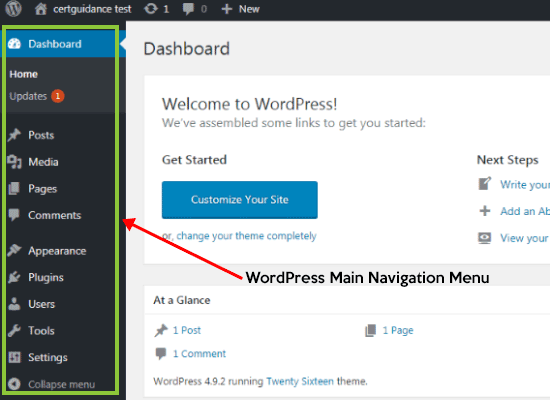 certguidance test 1 0 New
Dashboard
Home
Updates 1
Posts
Media
Pages
Comments
Appearance
Plugins
Users
Tools
Settings
Collapse menu
Dashboard
Welcome to WordPress!
We've assembled some links to get you started:
Get Started
Customize Your Site
or, change your theme completely
Next Steps
Write your
Add an Ab
View your
WordPress Main Navigation Menu
At a Glance
1 Post
1 Page
1 Comment
WordPress 4.9.2 running Twenty Sixteen theme.